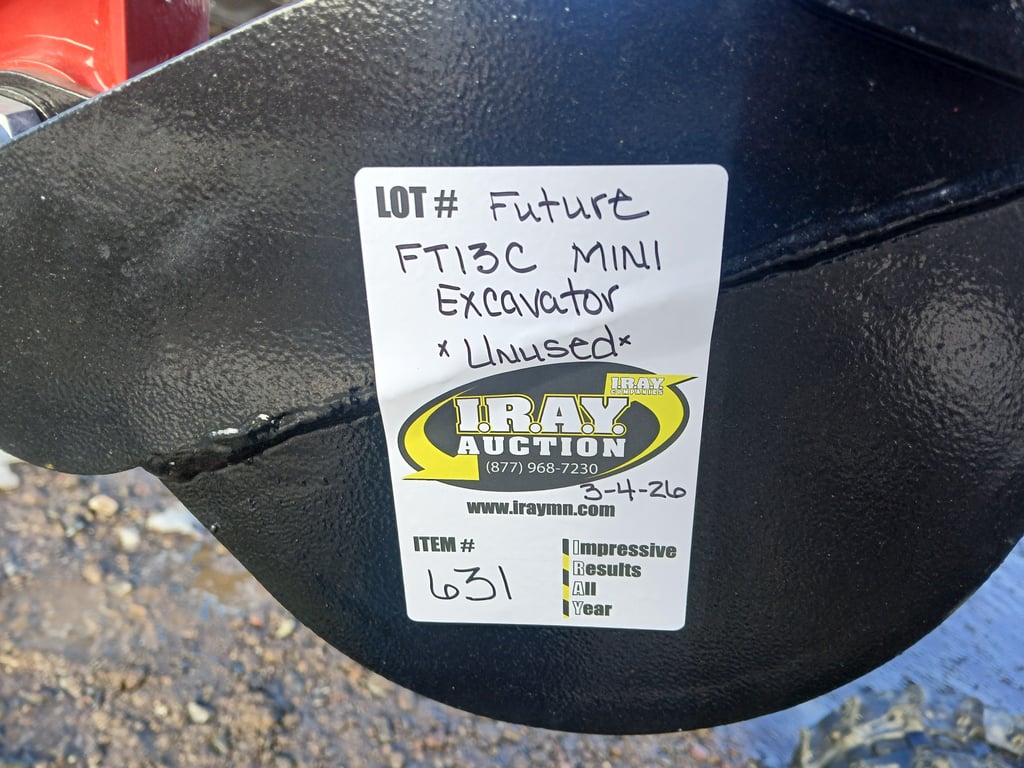 LOT # Future
FT13C MINI
Excavator
* Unused *
I.R.A.Y.
COMPANIES
I.R.A.Y.
AUCTION
(877) 968-7230
3-4-26
www.iraymn.com
ITEM #
631
Impressive
Results
All
Year